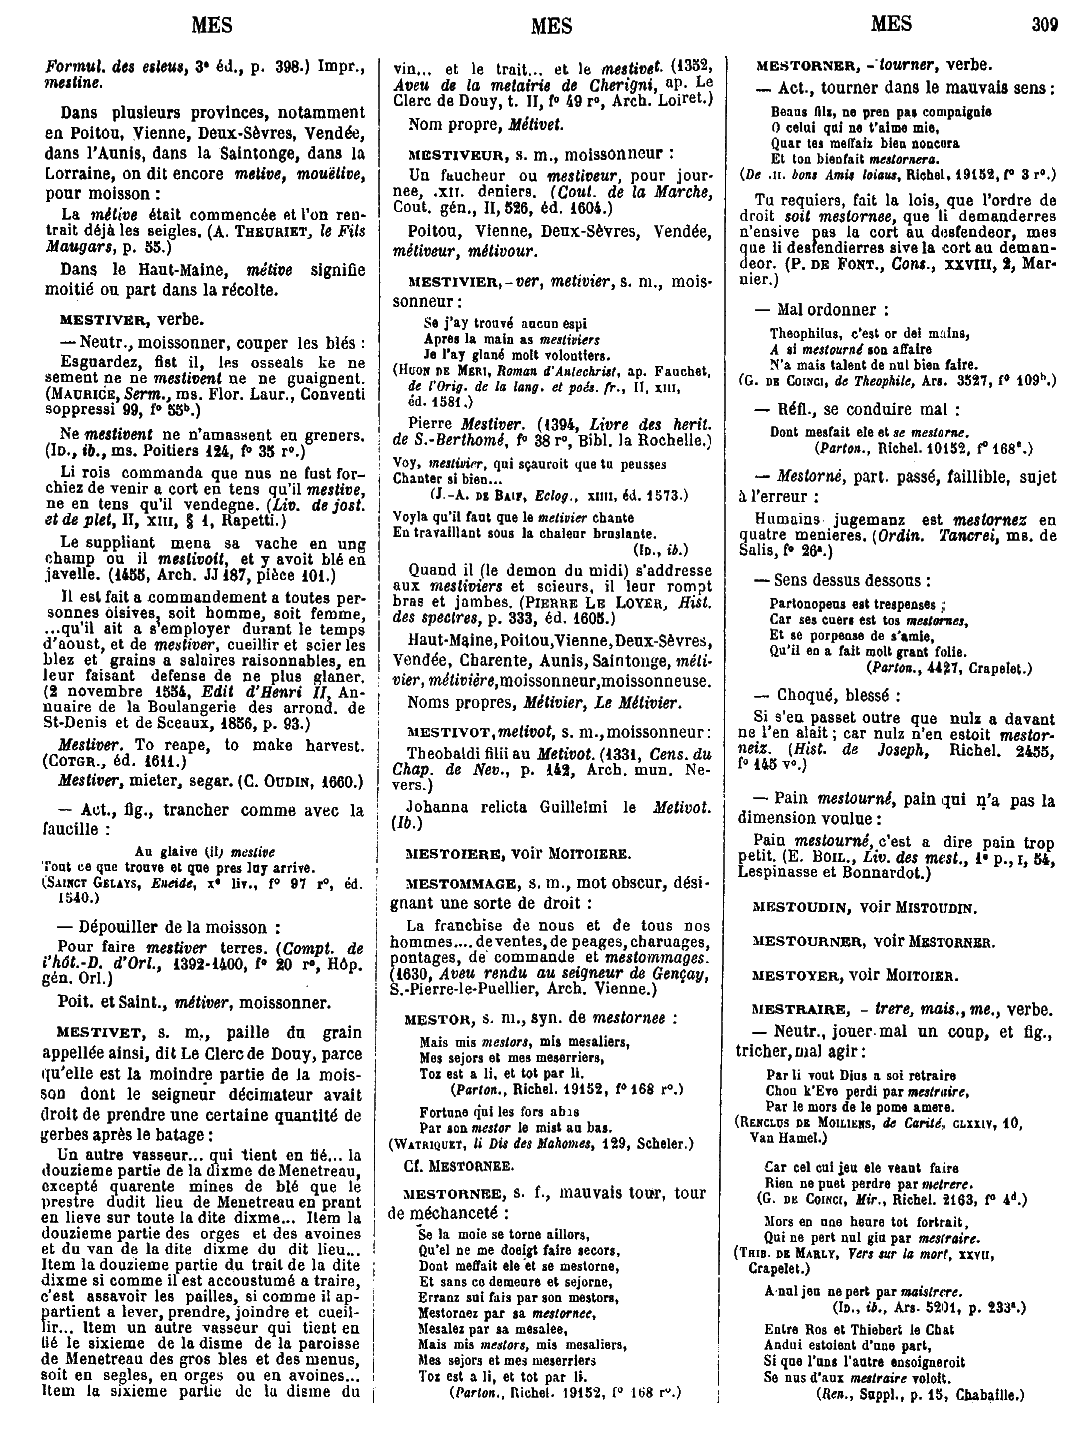 MES
MES
MES 309
Formul. des esleus, 3e éd., p. 398.) Impr.,
mestine.
Dans plusieurs provinces, notamment
en Poitou, Vienne, Deux-Sèvres, Vendée,
dans l'Aunis, dans la Saintonge, dans la
Lorraine, on dit encore metive, mouëlive,
pour moisson :
La métive était commencée et l'on ren-
trait déjà les seigles. (A. THEURIET, le Fils
Maugars, p. 55.)
Dans le Haut-Maine, métive signifie
moitié ou part dans la récolte.
MESTIVER, verbe.
— Neutr., moissonner, couper les blés :
Esguardez, fist il, les osseals ke ne
sement ne ne mestivent ne ne guaignent.
(MAURICE, Serm., ms. Flor. Laur., Conventi
soppressi 99, fo 55b.)
Ne mestivent ne n'amassent en greners.
(ID., ib., ms. Poitiers 124, fo 35 ro.)
Li rois commanda que nus ne fust for-
chiez de venir a cort en tens qu'il mestive,
ne en tens qu'il vendegne. (Liv. de jost.
et de plet, II, XIII, § 1, Rapetti.)
Le suppliant mena sa vache en ung
champ ou il mestivoit, et y avoit blé en
javelle. (1455, Arch. JJ 187, pièce 101.)
Il est fait a commandement a toutes per-
sonnes oisives, soit homme, soit femme,
...qu'il ait a s'employer durant le temps
d'aoust, et de mestiver, cueillir et scier les
blez et grains a salaires raisonnables, en
leur faisant defense de ne plus glaner.
(2 novembre 1554, Edit d'Henri II, An-
nuaire de la Boulangerie des arrond. de
St-Denis et de Sceaux, 1856, p. 93.)
Mestiver. To reape, to make harvest.
(COTGR., éd. 1611.)
Mestiver, mieter, segar. (C. OUDIN, 1660.)
— Act., fig., trancher comme avec la
faucille :
Au glaive (il) mestive
Tout ce que trouve et que pres luy arrive.
(SAINCT GELAYS, Eneide, xe liv., fo 97 ro, éd.
1540.)
— Dépouiller de la moisson :
Pour faire mestiver terres. (Compt. de
l'hôt.-D. d'Orl., 1392-1400, fo 20 ro, Hôp.
gén. Orl.)
Poit. et Saint., métiver, moissonner.
MESTIVET, s. m., paille du grain
appellée ainsi, dit Le Clerc de Douy, parce
qu'elle est la moindre partie de la mois-
son dont le seigneur décimateur avait
droit de prendre une certaine quantité de
gerbes après le batage :
Un autre vasseur... qui tient en fié... la
douzieme partie de la dixme de Menetreau,
excepté quarente mines de blé que le
prestre dudit lieu de Menetreau en prant
en lieve sur toute la dite dixme... Item la
douzieme partie des orges et des avoines
et du van de la dite dixme du dit lieu...
Item la douzieme partie du trait de la dite
dixme si comme il est accoustumé a traire,
c'est assavoir les pailles, si comme il ap-
partient a lever, prendre, joindre et cueil-
lir... Item un autre vasseur qui tient en
fié le sixieme de la disme de la paroisse
de Menetreau des gros bles et des menus,
soit en segles, en orges ou en avoines...
Item la sixieme partie de la disme du
vin... et le trait... et le mestivet. (1352,
Aveu de la metairie de Cherigni, ap. Le
Clerc de Douy, t. II, fo 49 ro, Arch. Loiret.)
Nom propre, Métivet.
MESTIVEUR, s. m., moissonneur :
Un faucheur ou mestiveur, pour jour-
nee, .XII. deniers. (Cout. de la Marche,
Cout. gén., II, 526, éd. 1604.)
Poitou, Vienne, Deux-Sèvres, Vendée,
métiveur, métivour.
MESTIVIER, -ver, metivier, s. m., mois-
sonneur :
Se j'ay trouvé aucun espi
Apres la main as mestiviers
Je l'ay glané molt volontiers.
(HUON DE MERI, Roman d'Antechrist, ap. Fauchet,
de l'Orig. de la lang. et poés. fr., II, XIII,
éd. 1581.)
Pierre Mestiver. (1394, Livre des herit.
de S.-Berthomé, fo 38 ro, Bibl. la Rochelle.)
Voy, mestivier, qui sçauroit que tu peusses
Chanter si bien...
(J.-A. DE BAIF, Eclog., XIIII, éd. 1573.)
Voyla qu'il faut que le metivier chante
En travaillant sous la chaleur bruslante.
(ID., ib.)
Quand il (le demon du midi) s'addresse
aux mestiviers et scieurs, il leur rompt
bras et jambes. (PIERRE LE LOYER, Hist.
des spectres, p. 333, éd. 1605.)
Haut-Maine, Poitou, Vienne, Deux-Sèvres,
Vendée, Charente, Aunis, Saintonge, méti-
vier, métivière, moissonneur, moissonneuse.
Noms propres, Métivier, Le Métivier.
MESTIVOT, metivot, s. m., moissonneur :
Theobaldi filii au Metivot. (1331, Cens. du
Chap. de Nev., p. 142, Arch. mun. Ne-
vers.)
Johanna relicta Guillelmi le Metivot.
(Ib.)
MESTOIERE, voir MOITOIERE.
MESTOMMAGE, s. m., mot obscur, dési-
gnant une sorte de droit :
La franchise de nous et de tous nos
hommes.... de ventes, de peages, charuages,
pontages, de commande et mestommages.
(1630, Aveu rendu au seigneur de Gençay,
S.-Pierre-le-Puellier, Arch. Vienne.)
MESTOR, s. m., syn. de mestornee :
Mais mis mestors, mis mesaliers,
Mes sejors et mes meserriers,
Toz est a li, et tot par li.
(Parton., Richel. 19152, fo 168 ro.)
Fortune qui les fors abis
Par son mestor le mist au bas.
(WATRIQUET, li Dis des Mahomes, 129, Scheler.)
Cf. MESTORNEE.
MESTORNEE, s. f., mauvais tour, tour
de méchanceté :
Se la moie se torne aillors,
Qu'el ne me doeigt faire secors,
Dont meffait ele et se mestorne,
Et sans ce demeure et sejorne,
Erranz sui fais par son mestors,
Mestornez par sa mestornee,
Mesalez par sa mesalee,
Mais mis mestors, mis mesaliers,
Mes sejors et mes meserriers
Toz est a li, et tot par li.
(Parton., Richel. 19152, fo 168 ro.)
MESTORNER, - tourner, verbe.
— Act., tourner dans le mauvais sens :
Beaus filz, ne pren pas compaignie
O celui qui ne t'aime mie,
Quar tes meffaiz bien noncera
Et ton bienfait mestornera.
(De .II. bons Amis loiaus, Richel. 19152, fo 3 ro.)
Tu requiers, fait la lois, que l'ordre de
droit soit mestornee, que li demanderres
n'ensive pas la cort au desfendeor, mes
que li desfendierres sive la cort au deman-
deor. (P. DE FONT., Cons., XXVIII, 2, Mar-
nier.)
— Mal ordonner :
Theophilus, c'est or del mains,
A si mestourné son affaire
N'a mais talent de nul bien faire.
(G. DE COINCI, de Theophile, Ars. 3527, fo 109b.)
— Réfl., se conduire mal :
Dont mesfait ele et se mestorne.
(Parton., Richel. 10152, fo 168a.)
— Mestorné, part. passé, faillible, sujet
à l'erreur :
Humains jugemanz est mestornez en
quatre menieres. (Ordin. Tancrei, ms. de
Salis, fo 26a.)
— Sens dessus dessous :
Partonopeus est trespenses ;
Car ses cuers est tos mestornes,
Et se porpense de s'amie,
Qu'il en a fait molt grant folie.
(Parton., 4427, Crapelet.)
— Choqué, blessé :
Si s'en passet outre que nulz a davant
ne l'en alait ; car nulz n'en estoit mestor-
neiz. (Hist. de Joseph, Richel. 2455,
fo 145 vo.)
— Pain mestourné, pain qui n'a pas la
dimension voulue :
Pain mestourné, c'est a dire pain trop
petit. (E. BOIL., Liv. des mest., 1e p., I, 54,
Lespinasse et Bonnardot.)
MESTOUDIN, voir MISTOUDIN.
MESTOURNER, voir MESTORNER.
MESTOYER, voir MOITOIER.
MESTRAIRE, - trere, mais., me., verbe.
— Neutr., jouer mal un coup, et fig.,
tricher, mal agir :
Par li vout Dius a soi retraire
Chou k'Eve perdi par mestraire,
Par le mors de le pome amere.
(RENCLUS DE MOILIENS, de Carité, CLXXIV, 10,
Van Hamel.)
Car cel cui jeu ele veant faire
Rien ne puet perdre par metrere.
(G. DE COINCI, Mir., Richel. 2163, fo 4d.)
Mors en une heure tot fortrait,
Qui ne pert nul giu par mestraire.
(THIB. DE MARLY, Vers sur la mort, XXVII,
Crapelet.)
A nul jeu ne pert par maistrere.
(ID., ib., Ars. 5201, p. 233a.)
Entre Ros et Thiebert le Chat
Andui estoient d'une part,
Si que l'uns l'autre ensoigneroit
Se nus d'aux mestraire voloit.
(Ren., Suppl., p. 15, Chabaille.)